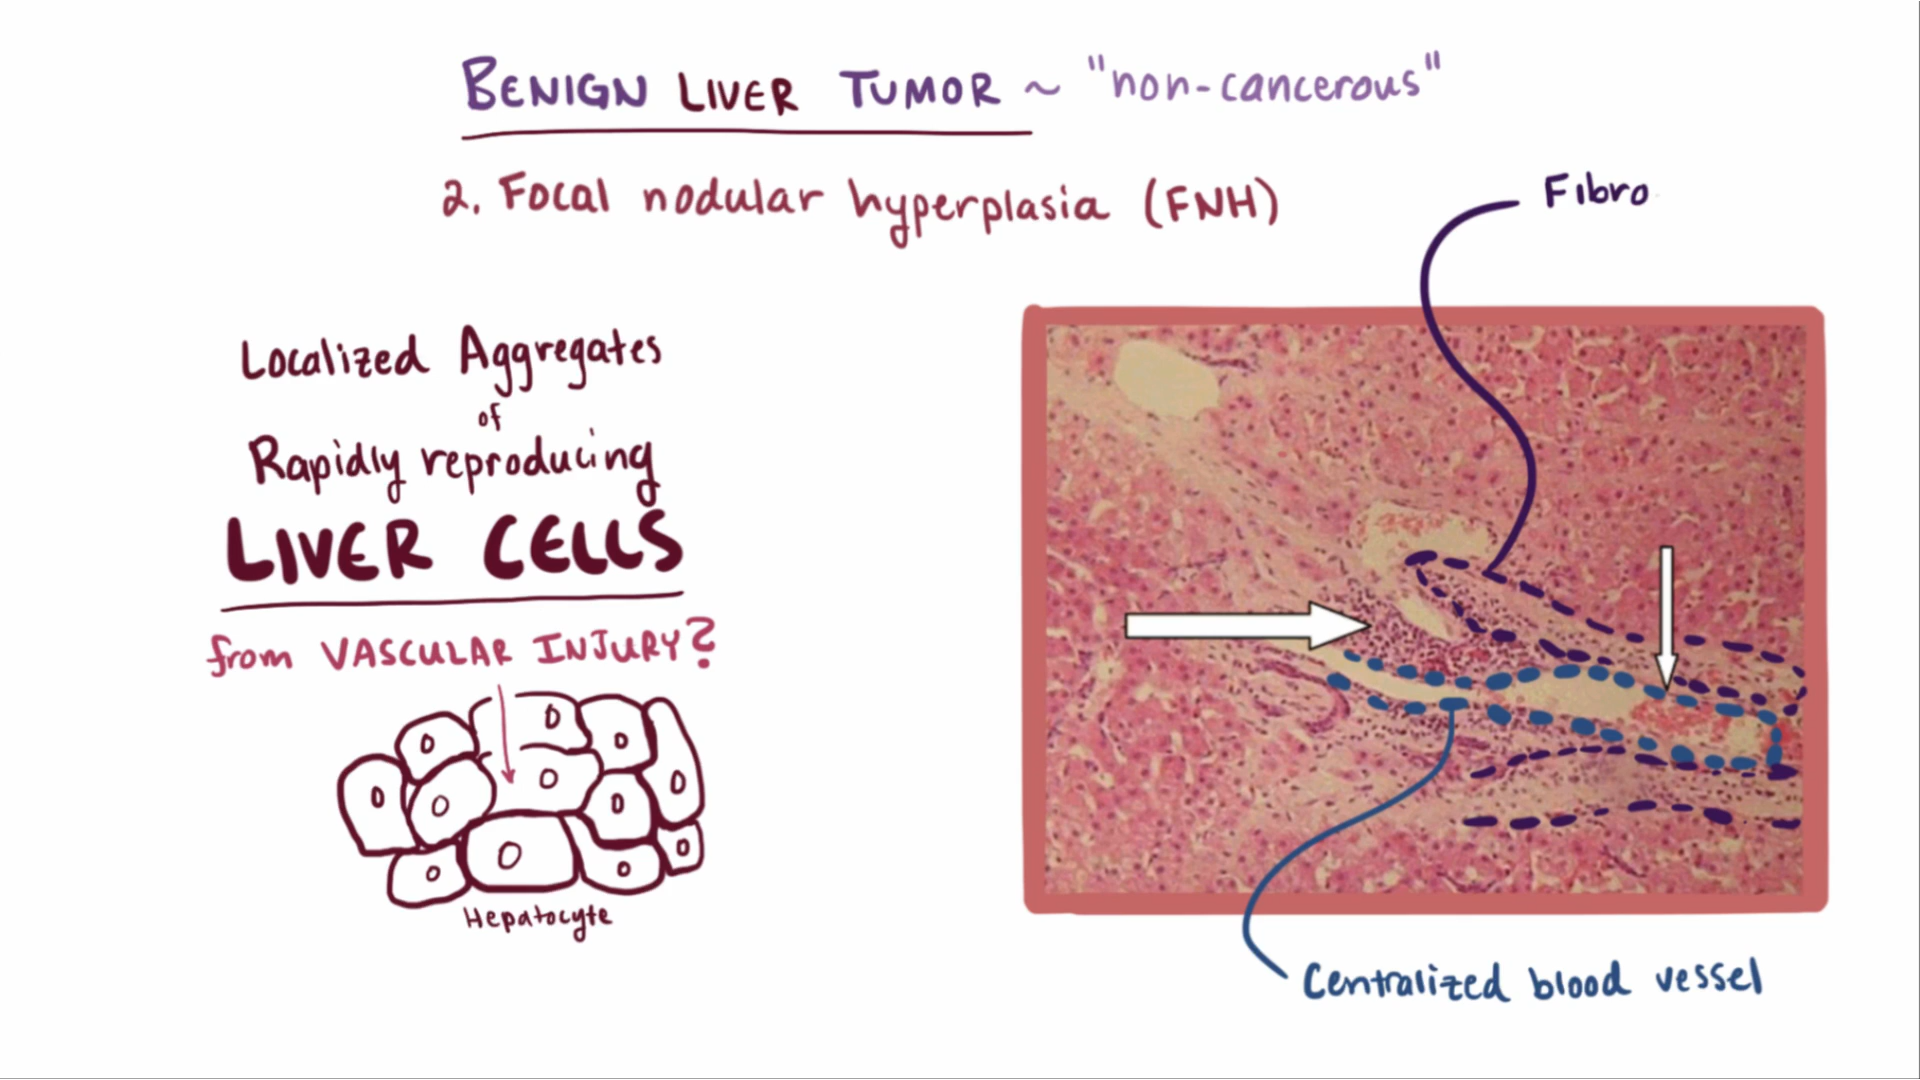 BENIGN LIVER TUMOR ~ "non-cancerous"
2. Focal nodular hyperplasia (FNH)
Fibro
Localized Aggregates
of
Rapidly reproducing
LIVER CELLS
from VASCULAR INJURY?
Hepatocyte
Centralized blood vessel